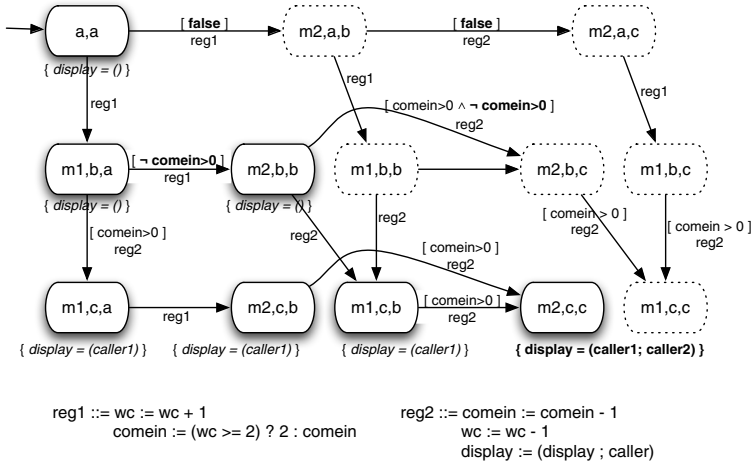 [ false ]
[ false ]
a,a
m2,a,b
m2,a,c
reg1
reg2
{ display = () }
reg1
reg1
reg1
[ comein>0 ∧ ¬ comein>0 ]
reg2
[ ¬ comein>0 ]
m1,b,a
m2,b,b
m1,b,b
m2,b,c
m1,b,c
reg1
{ display = () }
{ display = () }
[ comein>0 ]
reg2
reg2
reg2
[ comein > 0 ]
reg2
[ comein > 0 ]
reg2
[ comein>0 ]
reg2
[ comein>0 ]
m1,c,a
m2,c,b
m1,c,b
m2,c,c
m1,c,c
reg1
reg2
{ display = (caller1) }
{ display = (caller1) }
{ display = (caller1) }
{ display = (caller1; caller2) }
reg1 ::= wc := wc + 1
comein := (wc >= 2) ? 2 : comein
reg2 ::= comein := comein - 1
wc := wc - 1
display := (display ; caller)